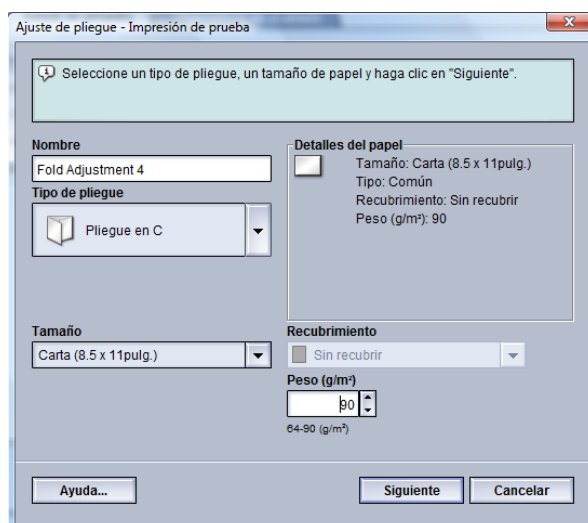 Ajuste de pliegue - Impresión de prueba
Seleccione un tipo de pliegue, un tamaño de papel y haga clic en "Siguiente".
Nombre
Fold Adjustment 4
Tipo de pliegue
Pliegue en C
Detalles del papel
Tamaño: Carta (8.5 x 11pulg.)
Tipo: Común
Recubrimiento: Sin recubrir
Peso (g/m²): 90
Tamaño
Carta (8.5 x 11pulg.)
Recubrimiento
Sin recubrir
Peso (g/m²)
90
64-90 (g/m²)
Ayuda...
Siguiente
Cancelar